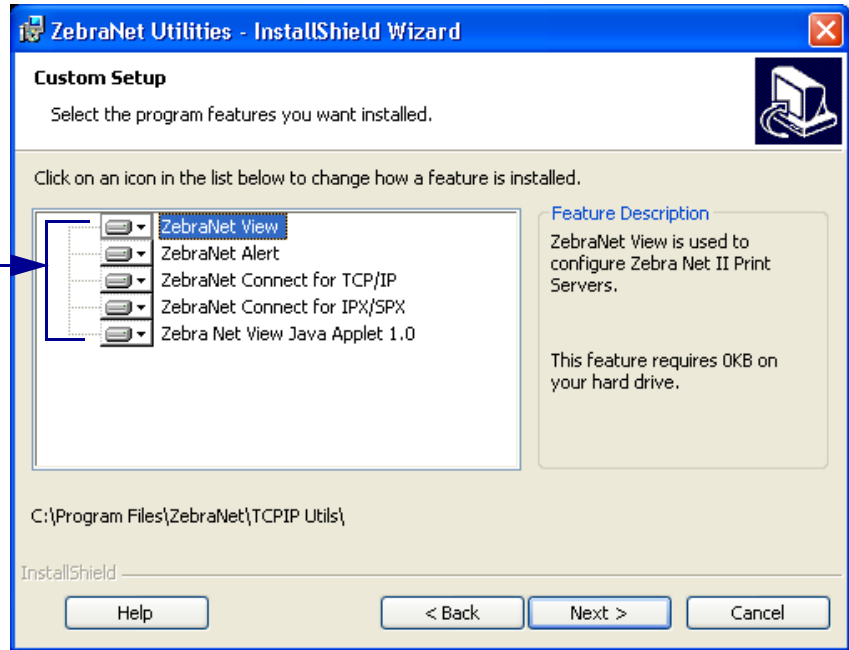 ZebraNet Utilities - InstallShield Wizard
Custom Setup
Select the program features you want installed.
Click on an icon in the list below to change how a feature is installed.
ZebraNet View
ZebraNet Alert
ZebraNet Connect for TCP/IP
ZebraNet Connect for IPX/SPX
Zebra Net View Java Applet 1.0
Feature Description
ZebraNet View is used to
configure Zebra Net II Print
Servers.
This feature requires 0KB on
your hard drive.
C:\Program Files\ZebraNet\TCPIP Utils\
InstallShield
Help
< Back
Next >
Cancel